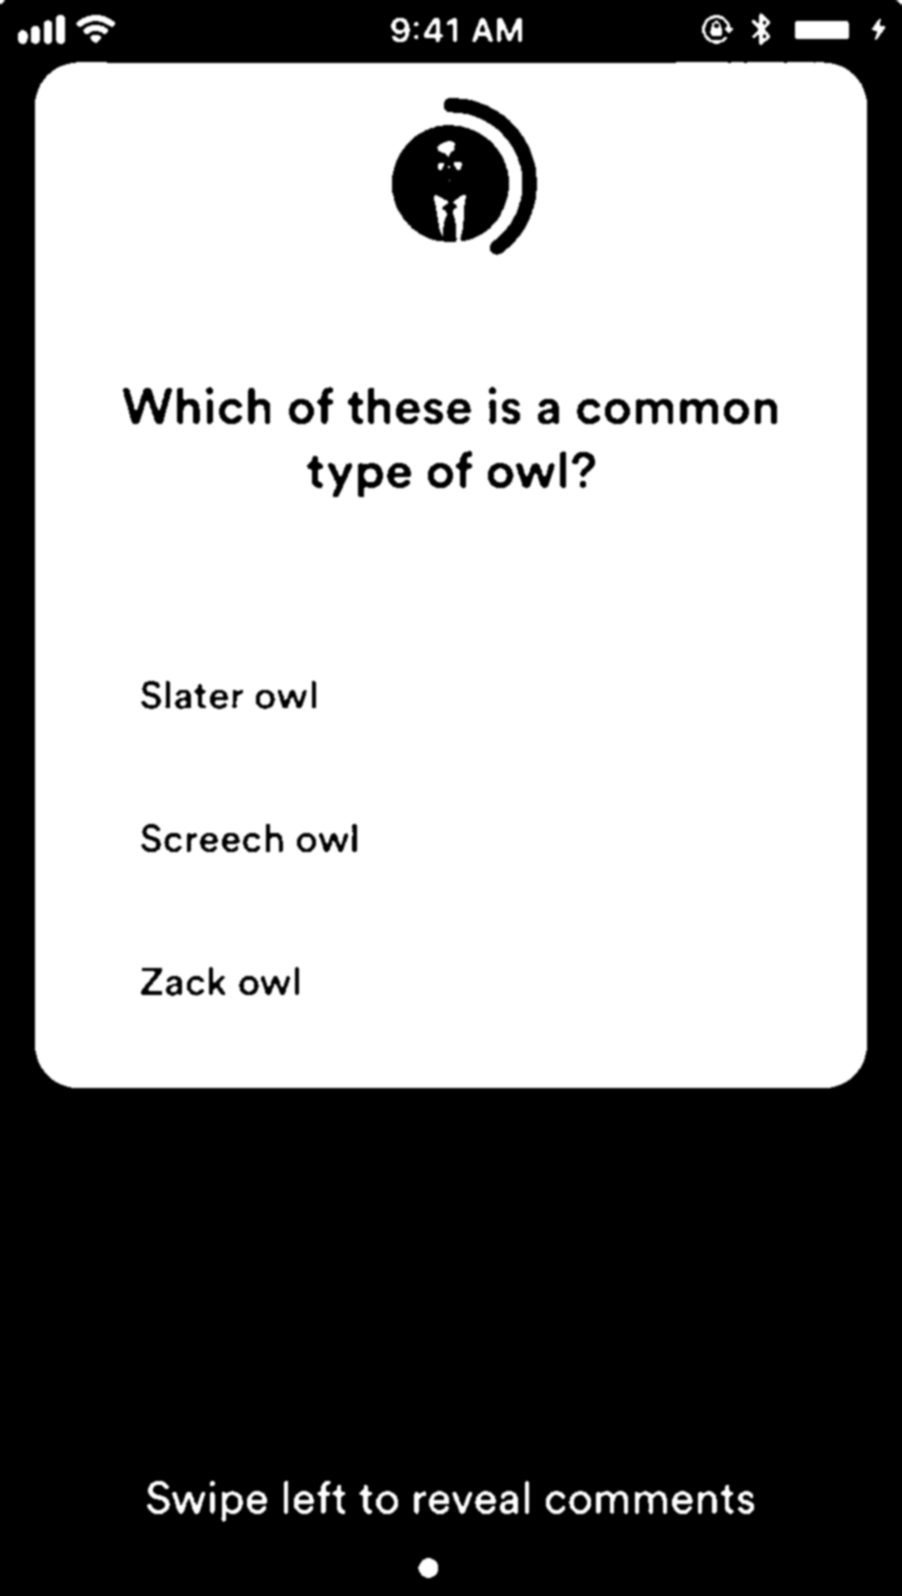 9:41 AM
Which of these is a common
type of owl?
Slater owl
Screech owl
Zack owl
Swipe left to reveal comments